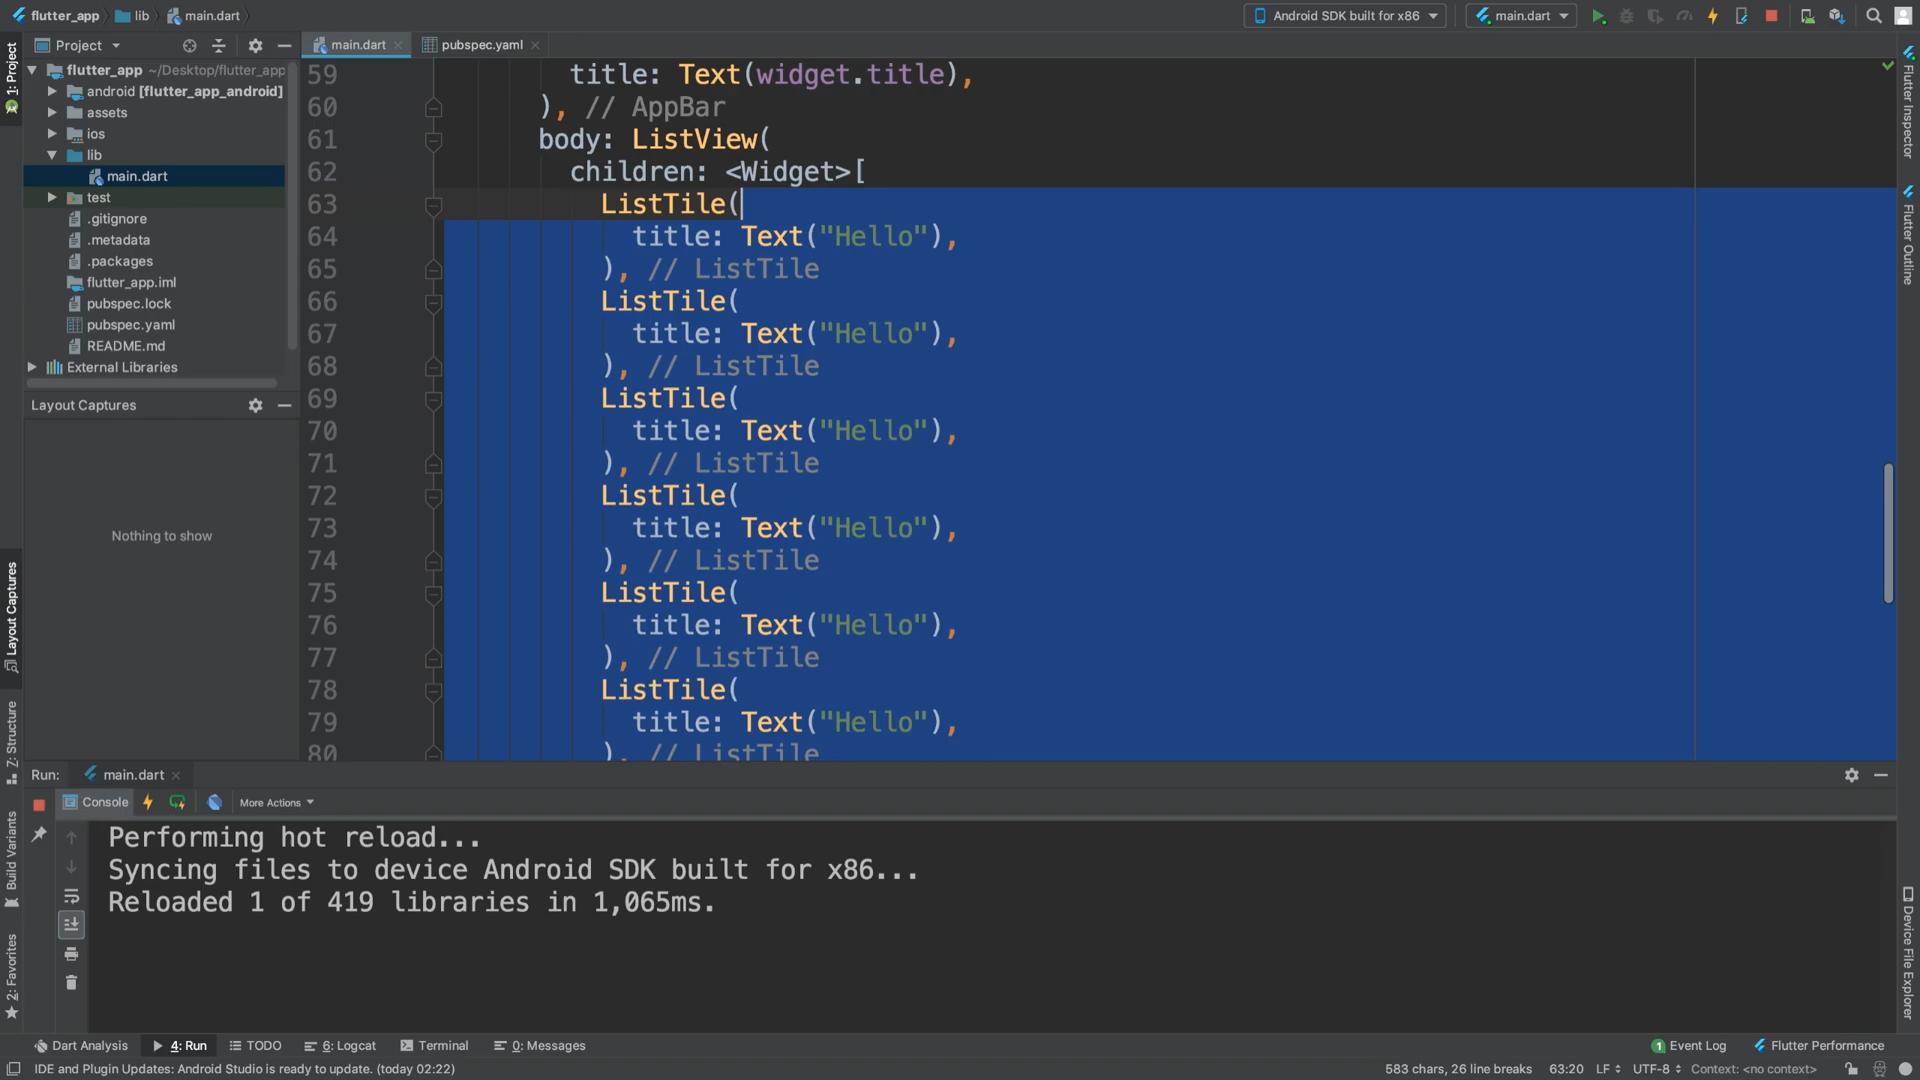 flutter_app
lib
main.dart
Android SDK built for x86
main.dart
1: Project
Project
main.dart
pubspec.yaml
flutter_app ~/Desktop/flutter_app
android [flutter_app_android]
assets
ios
lib
main.dart
test
.gitignore
.metadata
.packages
flutter_app.iml
pubspec.lock
pubspec.yaml
README.md
External Libraries
Layout Captures
Nothing to show
Layout Captures
Z: Structure
Build Variants
2: Favorites
59 title: Text(widget.title),
60 ), // AppBar
61 body: ListView(
62 children: <Widget>[
63 ListTile(
64 title: Text("Hello"),
65 ), // ListTile
66 ListTile(
67 title: Text("Hello"),
68 ), // ListTile
69 ListTile(
70 title: Text("Hello"),
71 ), // ListTile
72 ListTile(
73 title: Text("Hello"),
74 ), // ListTile
75 ListTile(
76 title: Text("Hello"),
77 ), // ListTile
78 ListTile(
79 title: Text("Hello"),
80 ), // ListTile
Flutter Inspector
Flutter Outline
Device File Explorer
Run: main.dart
Console
More Actions
Performing hot reload...
Syncing files to device Android SDK built for x86...
Reloaded 1 of 419 libraries in 1,065ms.
Dart Analysis
4: Run
TODO
6: Logcat
Terminal
0: Messages
1 Event Log
Flutter Performance
IDE and Plugin Updates: Android Studio is ready to update. (today 02:22)
583 chars, 26 line breaks
63:20
LF
UTF-8
Context: <no context>